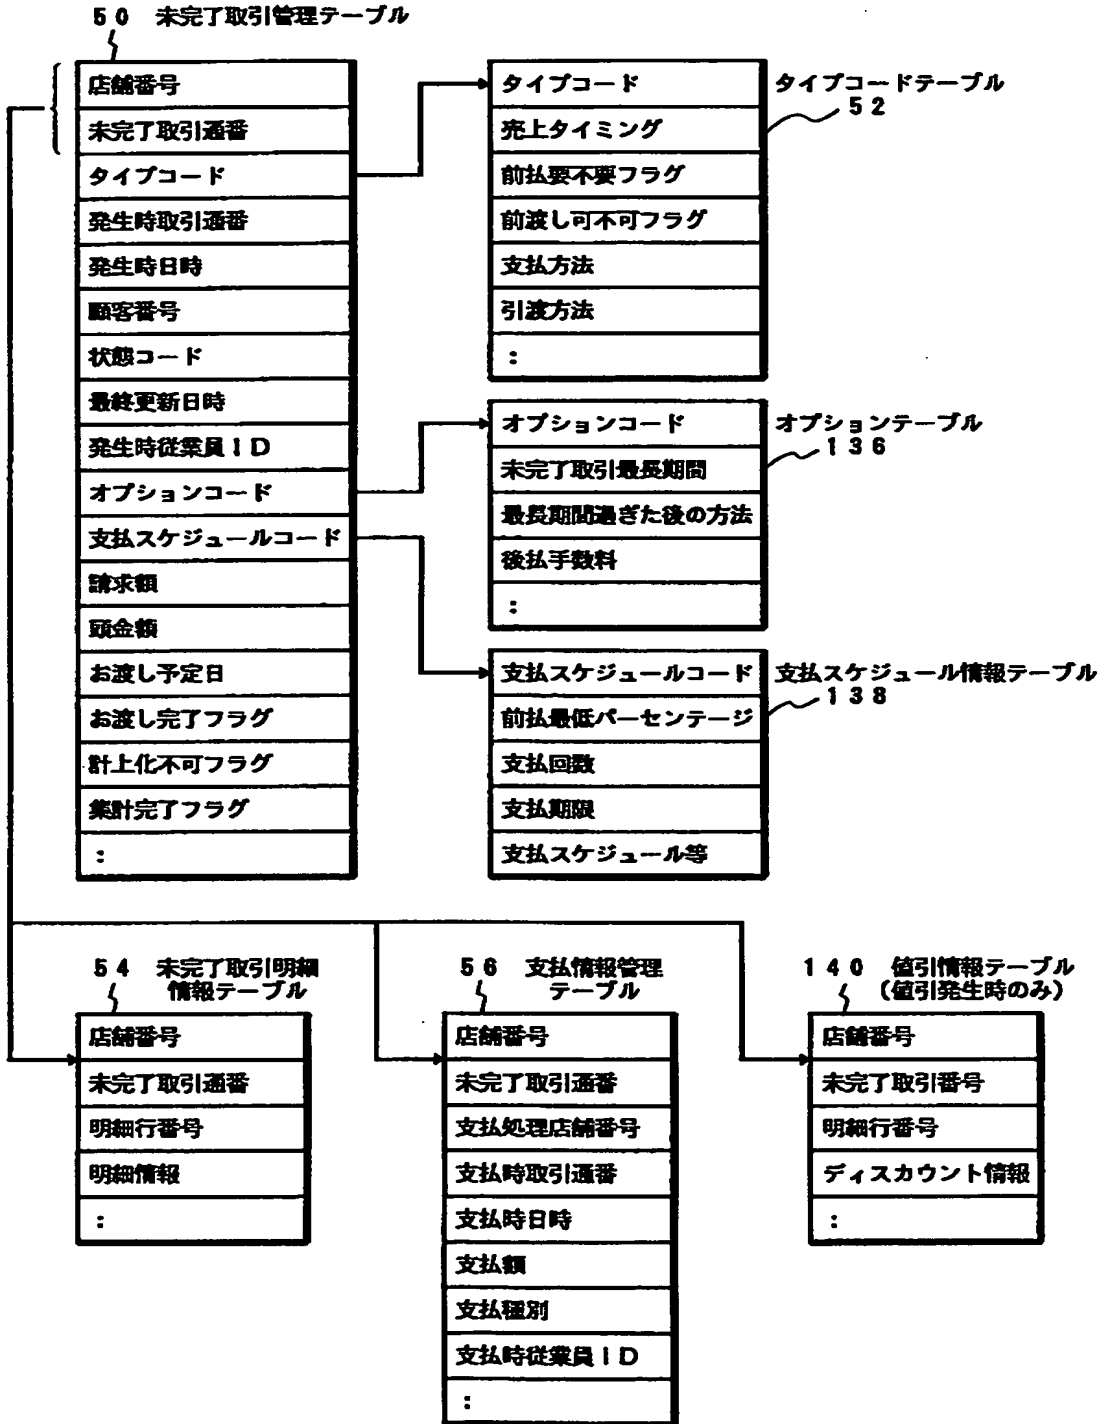 50 未完了取引管理テーブル
店舗番号
未完了取引通番
タイプコード
発生時取引通番
発生時日時
顧客番号
状態コード
最終更新日時
発生時従業員ID
オプションコード
支払スケジュールコード
請求額
頭金額
お渡し予定日
お渡し完了フラグ
計上化不可フラグ
集計完了フラグ
:
タイプコード
売上タイミング
前払要不要フラグ
前渡し可不可フラグ
支払方法
引渡方法
:
タイプコードテーブル
52
オプションコード
未完了取引最長期間
最長期間過ぎた後の方法
後払手数料
:
オプションテーブル
136
支払スケジュールコード
前払最低パーセンテージ
支払回数
支払期限
支払スケジュール等
支払スケジュール情報テーブル
138
54 未完了取引明細
情報テーブル
店舗番号
未完了取引通番
明細行番号
明細情報
:
56 支払情報管理
テーブル
店舗番号
未完了取引通番
支払処理店舗番号
支払時取引通番
支払時日時
支払額
支払種別
支払時従業員ID
:
140 値引情報テーブル
(値引発生時のみ)
店舗番号
未完了取引番号
明細行番号
ディスカウント情報
: